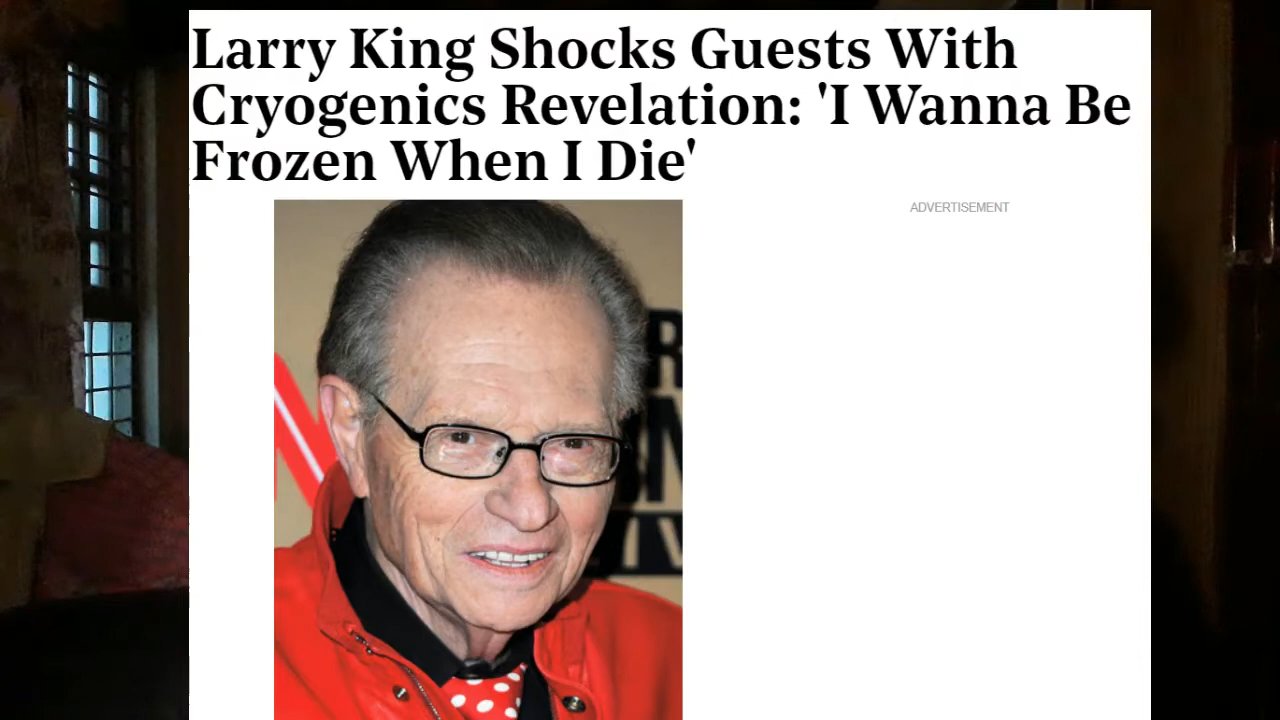 Larry King Shocks Guests With
Cryogenics Revelation: 'I Wanna Be
Frozen When I Die'
ADVERTISEMENT